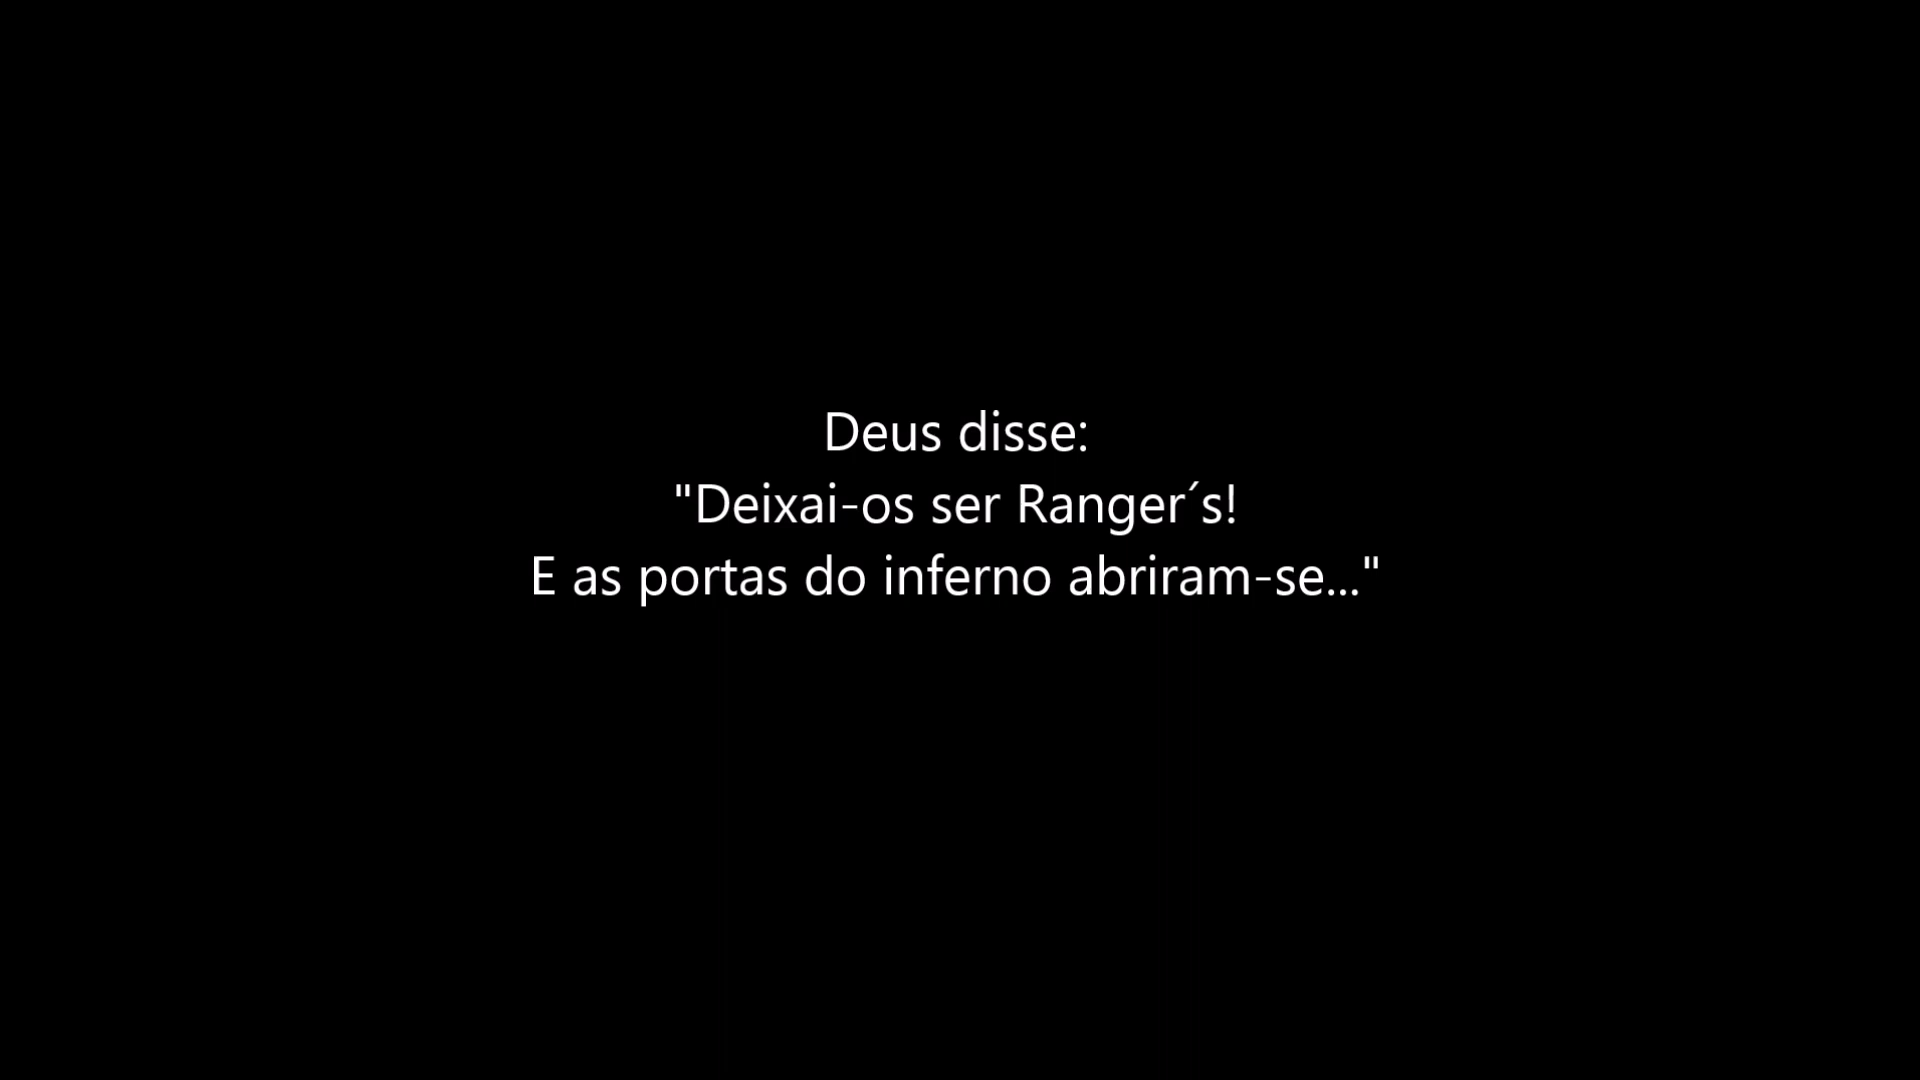 Deus disse:
"Deixai-os ser Ranger´s!
E as portas do inferno abriram-se..."